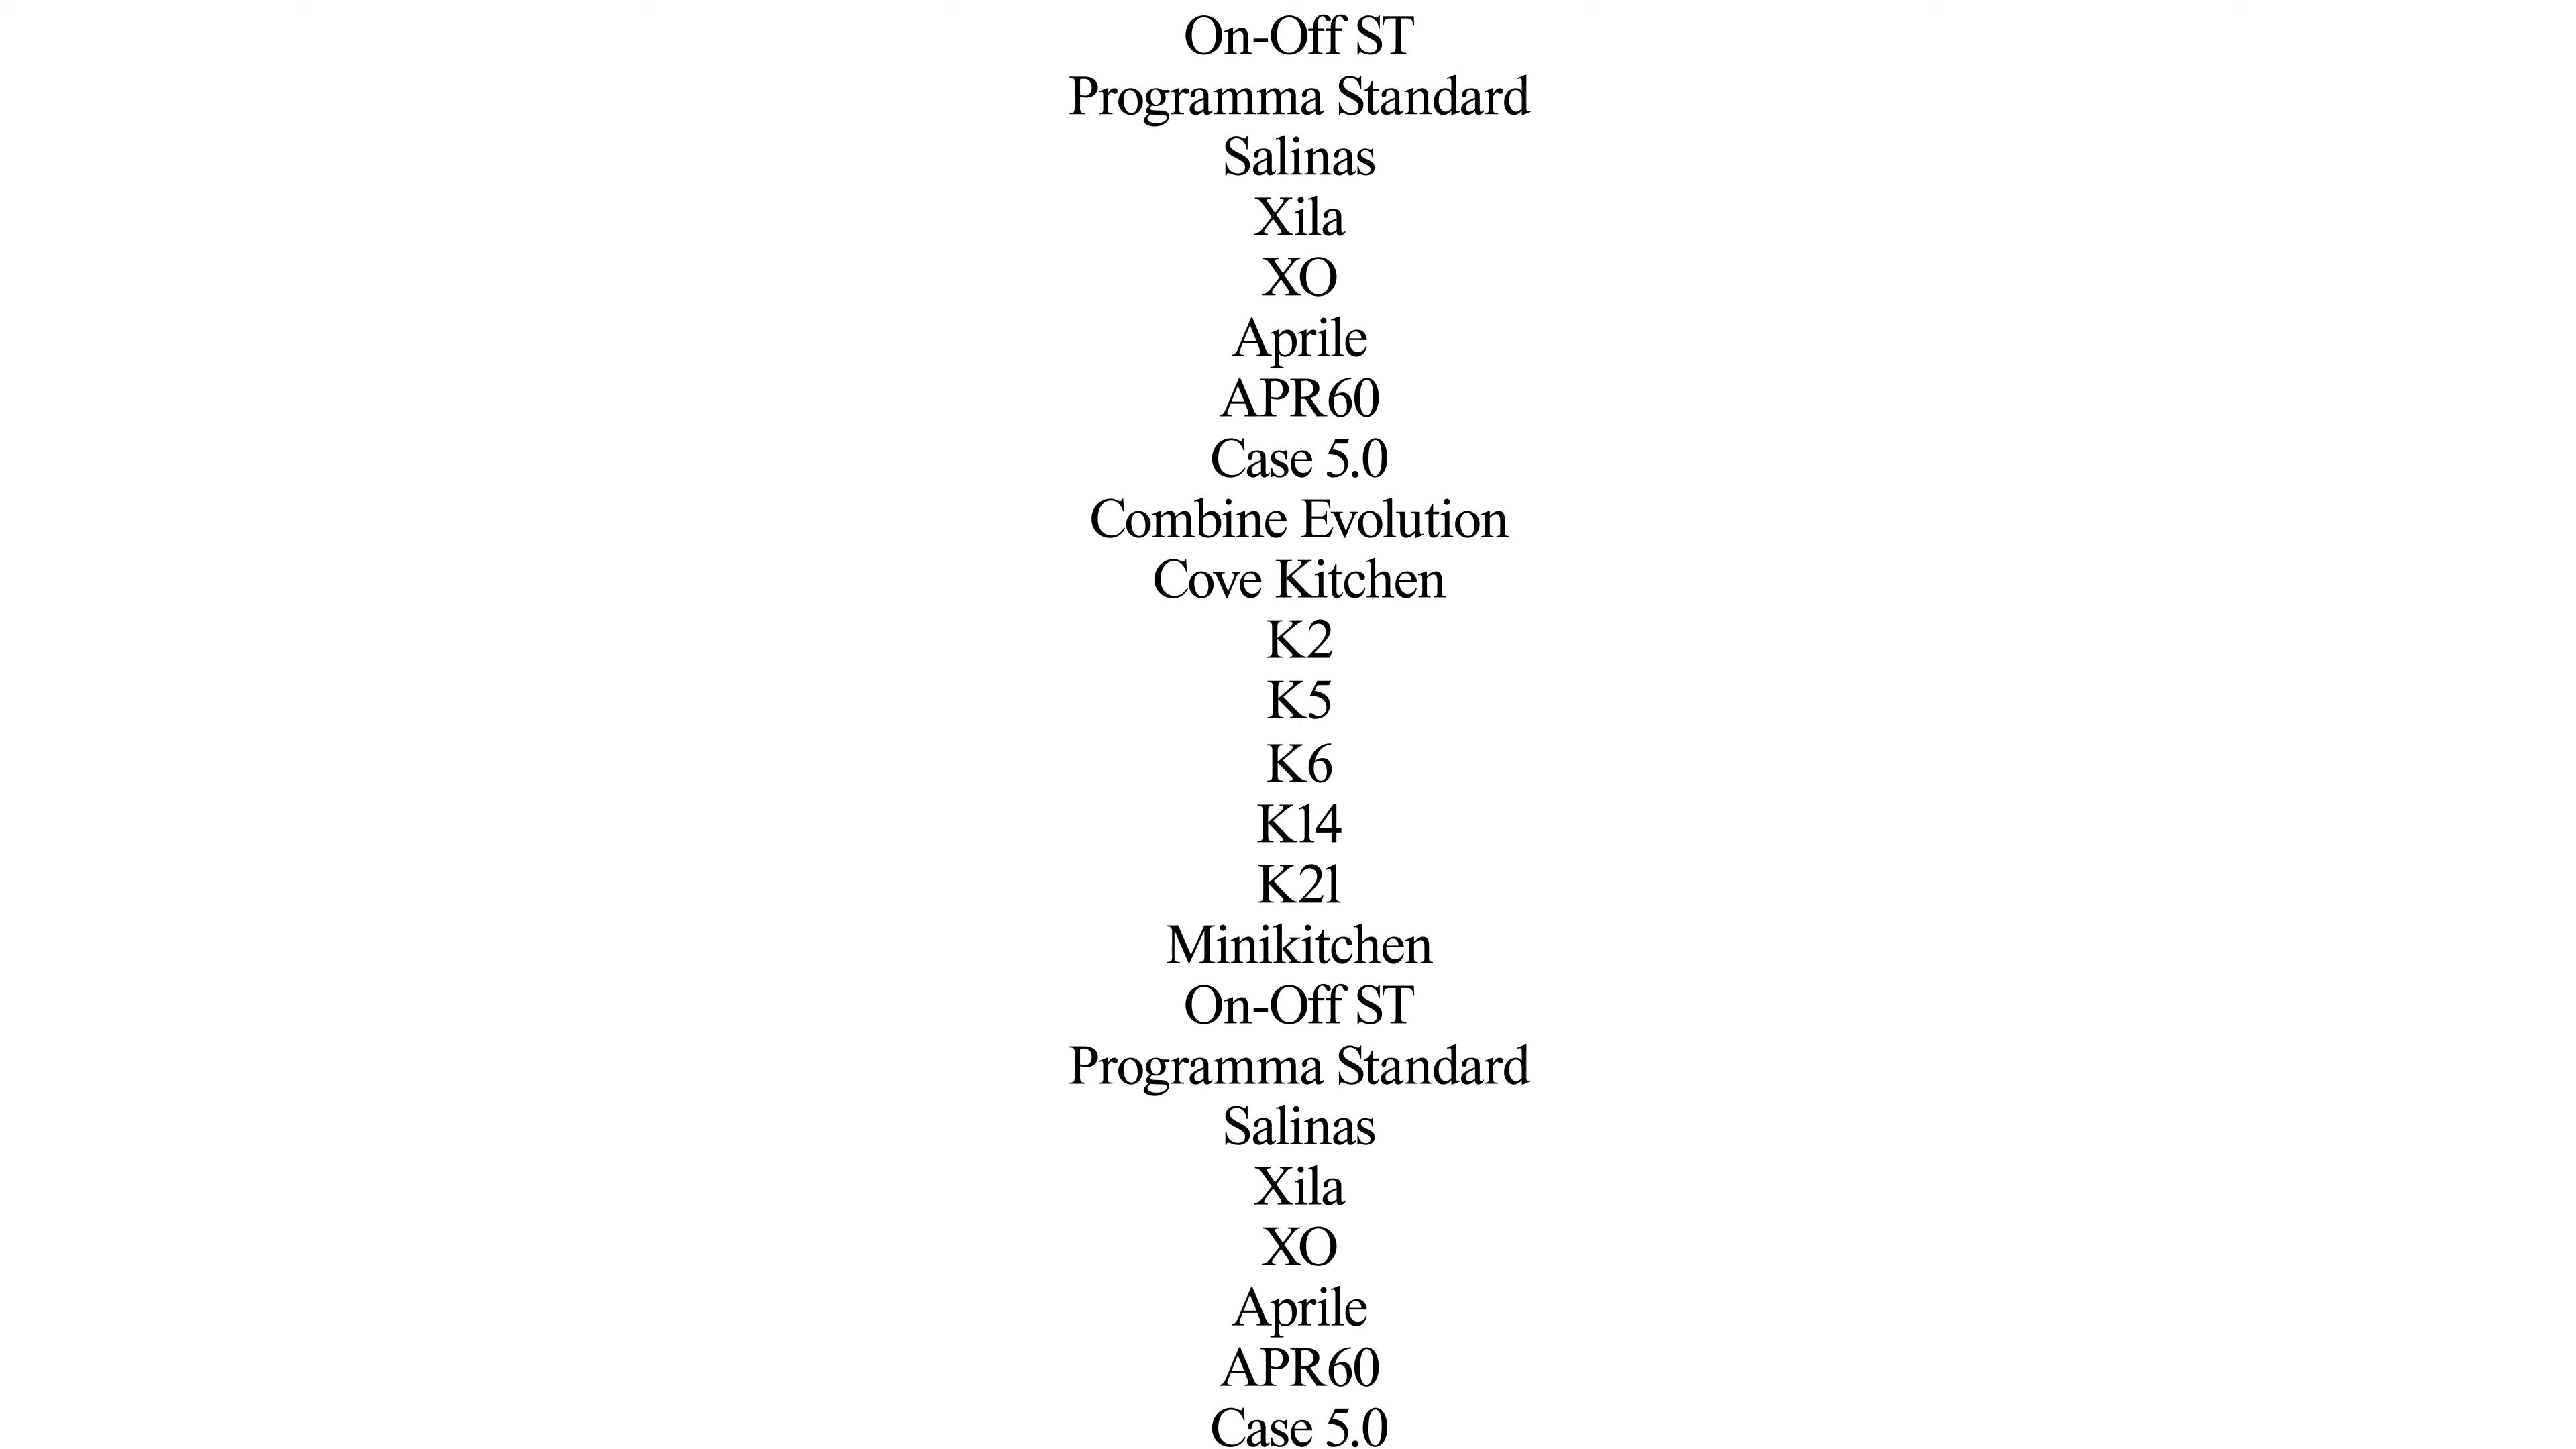 On-Off ST
Programma Standard
Salinas
Xila
XO
Aprile
APR60
Case 5.0
Combine Evolution
Cove Kitchen
K2
K5
K6
K14
K21
Minikitchen
On-Off ST
Programma Standard
Salinas
Xila
XO
Aprile
APR60
Case 5.0